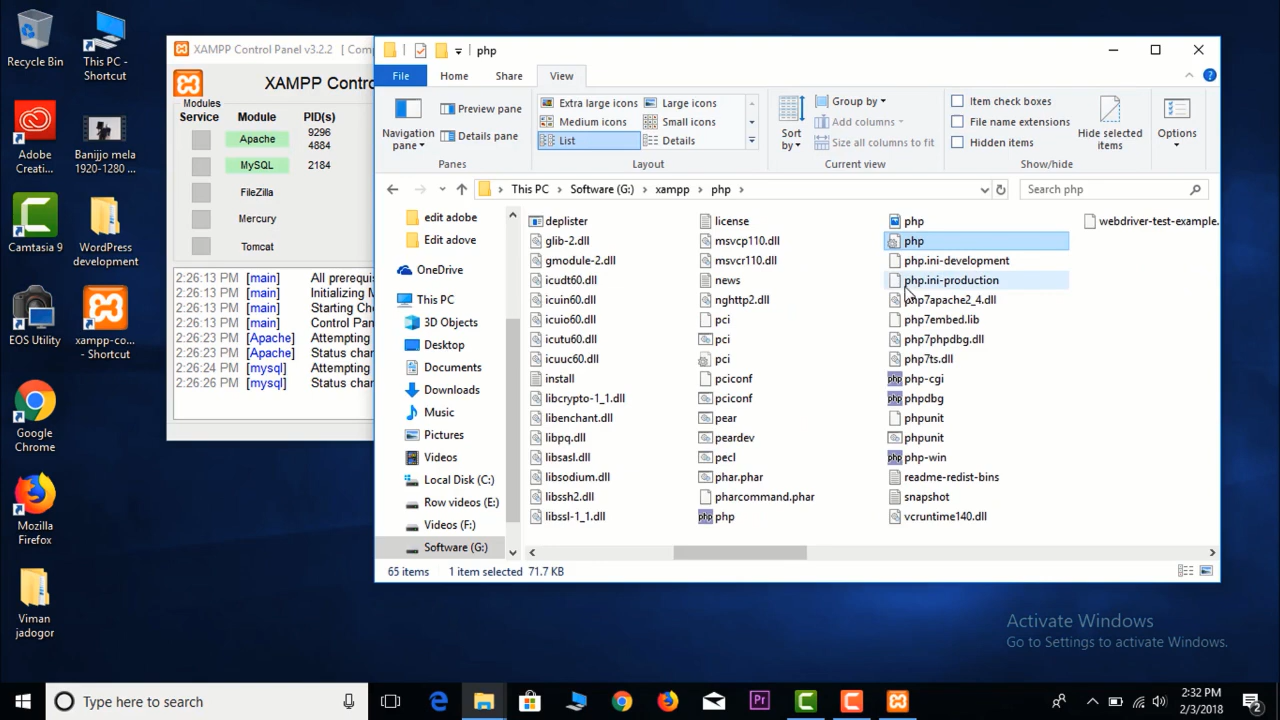 Recycle Bin
This PC -
Shortcut
Adobe
Creati...
Banijjo mela
1920-1280 ...
Camtasia 9
WordPress
development
EOS Utility
xampp-co...
- Shortcut
Google
Chrome
Mozilla
Firefox
Viman
jadogor
XAMPP Control Panel v3.2.2 [ Comp
XAMPP Contr
Modules
Service
Module
PID(s)
Apache
9296
4884
MySQL
2184
FileZilla
Mercury
Tomcat
2:26:13 PM [main] All prerequis
2:26:13 PM [main] Initializing M
2:26:13 PM [main] Starting Che
2:26:13 PM [main] Control Pan
2:26:23 PM [Apache] Attempting
2:26:23 PM [Apache] Status chan
2:26:24 PM [mysql] Attempting
2:26:26 PM [mysql] Status chan
php
File
Home
Share
View
Navigation
pane
Preview pane
Details pane
Panes
Extra large icons
Large icons
Medium icons
Small icons
List
Details
Layout
Sort
by
Group by
Add columns
Size all columns to fit
Current view
Item check boxes
File name extensions
Hidden items
Hide selected
items
Show/hide
Options
This PC
Software (G:)
xampp
php
Search php
edit adobe
Edit adove
OneDrive
This PC
3D Objects
Desktop
Documents
Downloads
Music
Pictures
Videos
Local Disk (C:)
Row videos (E:)
Videos (F:)
Software (G:)
deplister
glib-2.dll
gmodule-2.dll
icudt60.dll
icuin60.dll
icuio60.dll
icutu60.dll
icuuc60.dll
install
libcrypto-1_1.dll
libenchant.dll
libpq.dll
libsasl.dll
libsodium.dll
libssh2.dll
libssl-1_1.dll
license
msvcp110.dll
msvcr110.dll
news
nghttp2.dll
pci
pci
pci
pciconf
pciconf
pear
peardev
pecl
phar.phar
pharcommand.phar
php
php
php
php.ini-development
php.ini-production
php7apache2_4.dll
php7embed.lib
php7phpdbg.dll
php7ts.dll
php-cgi
phpdbg
phpunit
phpunit
php-win
readme-redist-bins
snapshot
vcruntime140.dll
webdriver-test-example.
65 items
1 item selected 71.7 KB
Activate Windows
Go to Settings to activate Windows.
Type here to search
2:32 PM
2/3/2018
2